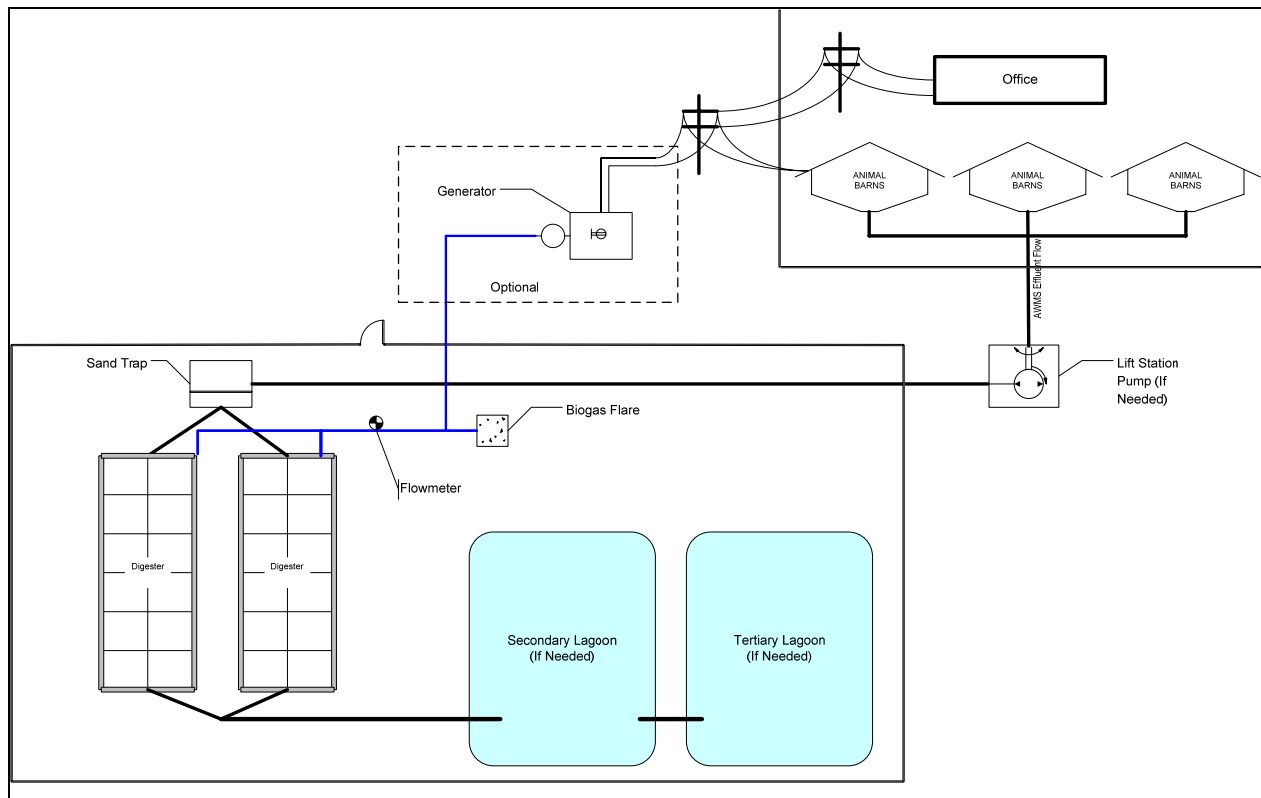 Office
ANIMAL
BARNS
ANIMAL
BARNS
ANIMAL
BARNS
Generator
Optional
AWMS Effluent Flow
Sand Trap
Lift Station
Pump (If
Needed)
Biogas Flare
Flowmeter
Digester
Digester
Secondary Lagoon
(If Needed)
Tertiary Lagoon
(If Needed)